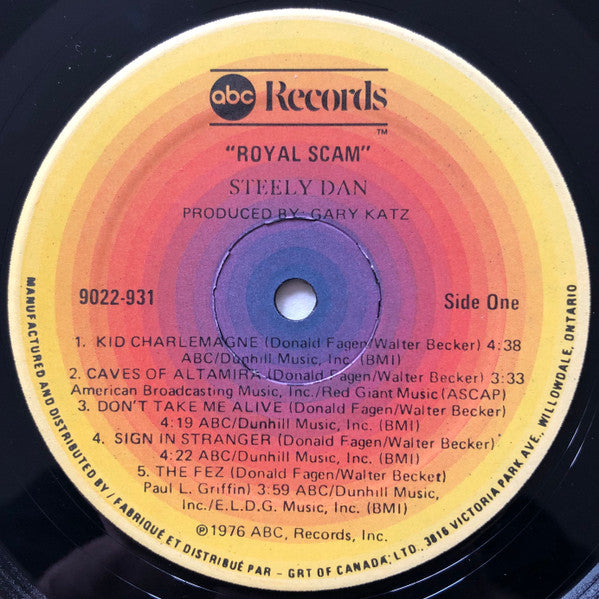 abc Records
TM
"ROYAL SCAM"
STEELY DAN
PRODUCED BY: GARY KATZ
9022-931
Side One
1. KID CHARLEMAGNE (Donald Fagen/Walter Becker) 4:38
ABC/Dunhill Music, Inc. (BMI)
2. CAVES OF ALTAMIRA (Donald Fagen/Walter Becker) 3:33
American Broadcasting Music, Inc./Red Giant Music (ASCAP)
3. DON'T TAKE ME ALIVE (Donald Fagen/Walter Becker)
4:19 ABC/Dunhill Music, Inc. (BMI)
4. SIGN IN STRANGER (Donald Fagen/Walter Becker)
4:22 ABC/Dunhill Music, Inc. (BMI)
5. THE FEZ (Donald Fagen/Walter Becket)
Paul L. Griffin) 3:59 ABC/Dunhill Music,
Inc./E.L.D.G. Music, Inc. (BMI)
℗1976 ABC, Records, Inc.
MANUFACTURED AND DISTRIBUTED BY / FABRIQUÉ ET DISTRIBUÉ PAR - GRT OF CANADA, LTD., 3816 VICTORIA PARK AVE., WILLOWDALE, ONTARIO